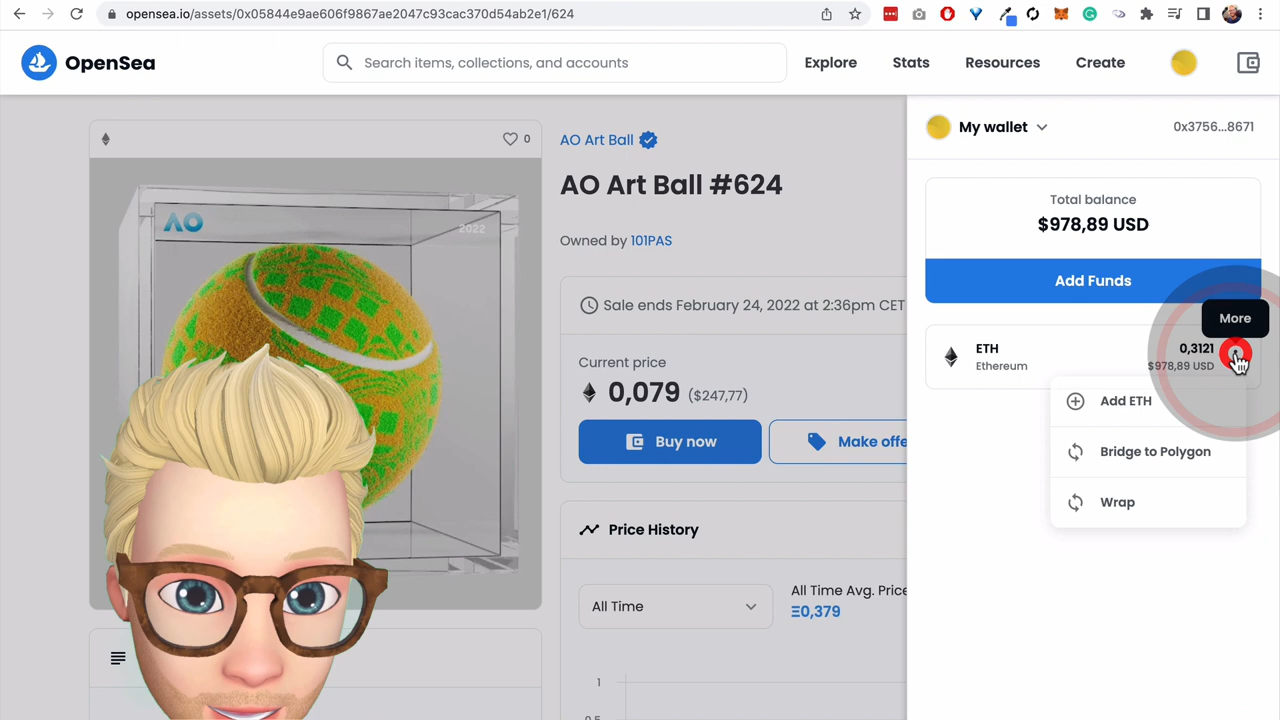 opensea.io/assets/0x05844e9ae606f9867ae2047c93cac370d54ab2e1/624
OpenSea
Search items, collections, and accounts
Explore
Stats
Resources
Create
My wallet
0x3756...8671
0
AO Art Ball
AO Art Ball #624
Owned by 101PAS
AO
2022
Sale ends February 24, 2022 at 2:36pm CET
Current price
0,079 ($247,77)
Buy now
Make offe
Price History
All Time
All Time Avg. Price
Ξ0,379
1
0.5
Total balance
$978,89 USD
Add Funds
More
ETH
0,3121
Ethereum
$978,89 USD
Add ETH
Bridge to Polygon
Wrap